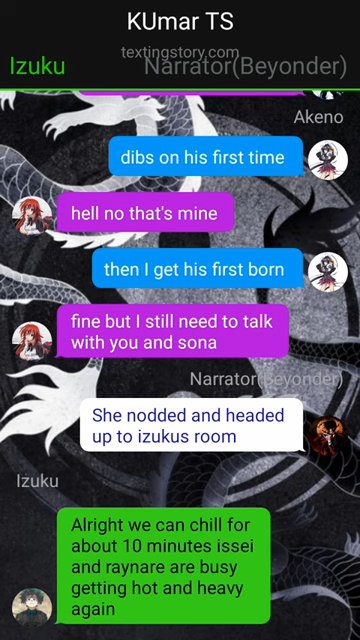 KUmar TS
textingstory.com
Izuku
Narrator(Beyonder)
Akeno
dibs on his first time
hell no that's mine
then I get his first born
fine but I still need to talk
with you and sona
Narrator(Beyonder)
She nodded and headed
up to izukus room
Izuku
Alright we can chill for
about 10 minutes issei
and raynare are busy
getting hot and heavy
again